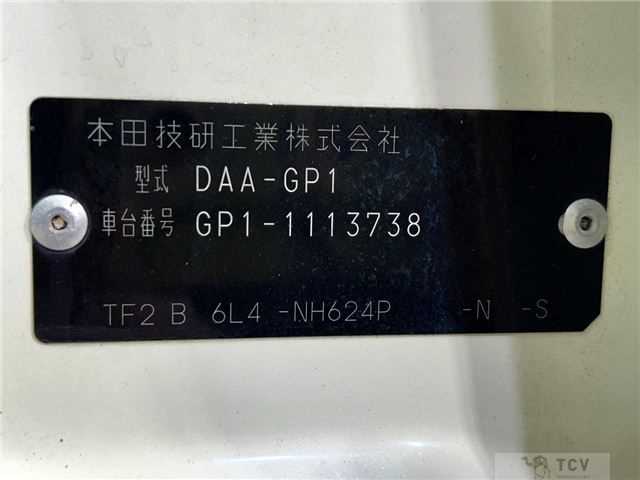 本田技研工業株式会社
型式 DAA-GP1
車台番号 GP1-1113738
TF2 B 6L4 -NH624P -N -S
TCV